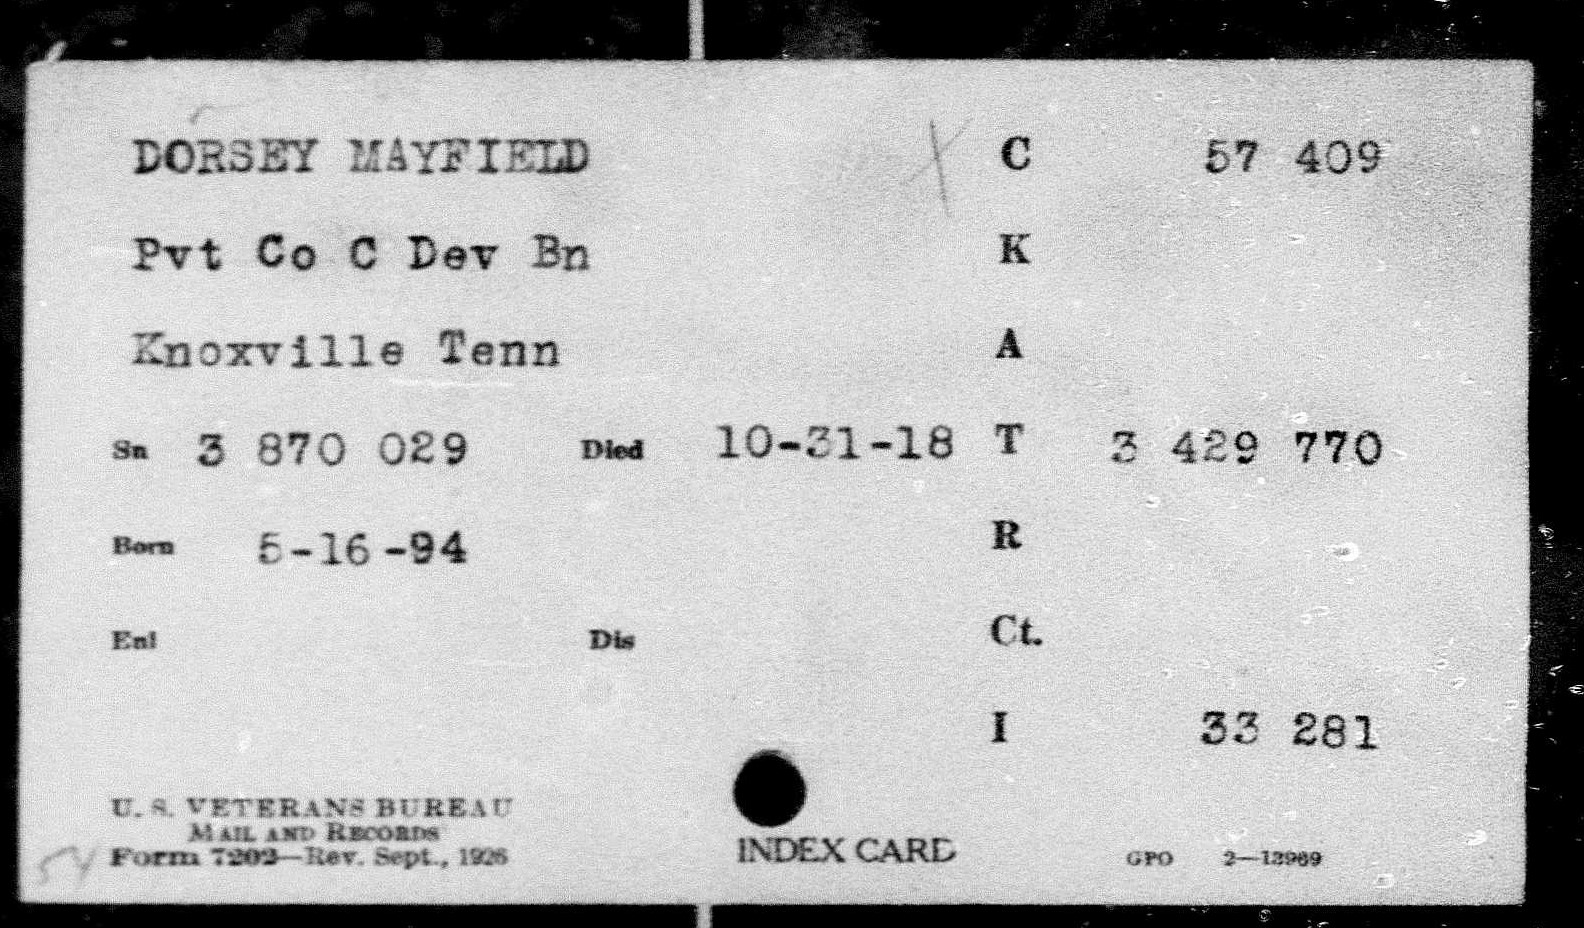 DORSEY MAYFIELD X C 57 409
Pvt Co C Dev Bn K
Knoxville Tenn A
Sn 3 870 029 Died 10-31-18 T 3 429 770
Born 5-16-94 R
Enl Dis Ct.
I 33 281
U. S. VETERANS BUREAU
MAIL AND RECORDS
Form 7202—Rev. Sept., 1926 INDEX CARD GPO 2—13969
54